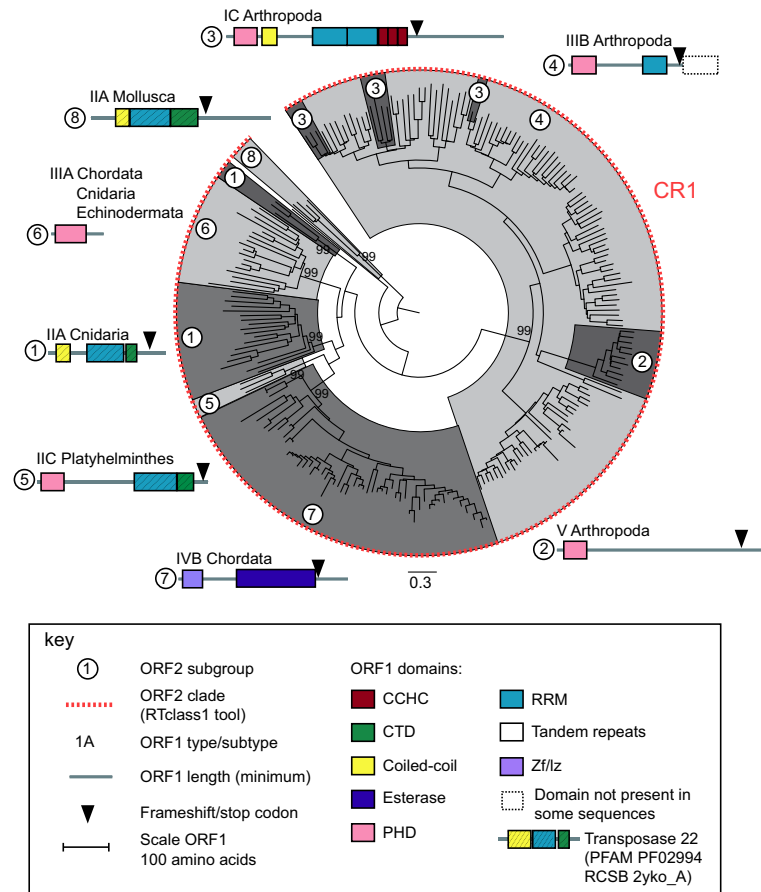 IC Arthropoda
3
IIIB Arthropoda
4
IIA Mollusca
8
IIIA Chordata
Cnidaria
Echinodermata
6
IIA Cnidaria
1
IIC Platyhelminthes
5
IVB Chordata
7
V Arthropoda
2
3
3
3
4
CR1
8
1
6
1
5
7
2
99
99
99
99
99
99
99
0.3
key
1 ORF2 subgroup
ORF2 clade
(RTclass1 tool)
1A ORF1 type/subtype
ORF1 length (minimum)
Frameshift/stop codon
Scale ORF1
100 amino acids
ORF1 domains:
CCHC
CTD
Coiled-coil
Esterase
PHD
RRM
Tandem repeats
Zf/lz
Domain not present in
some sequences
Transposase 22
(PFAM PF02994
RCSB 2yko_A)